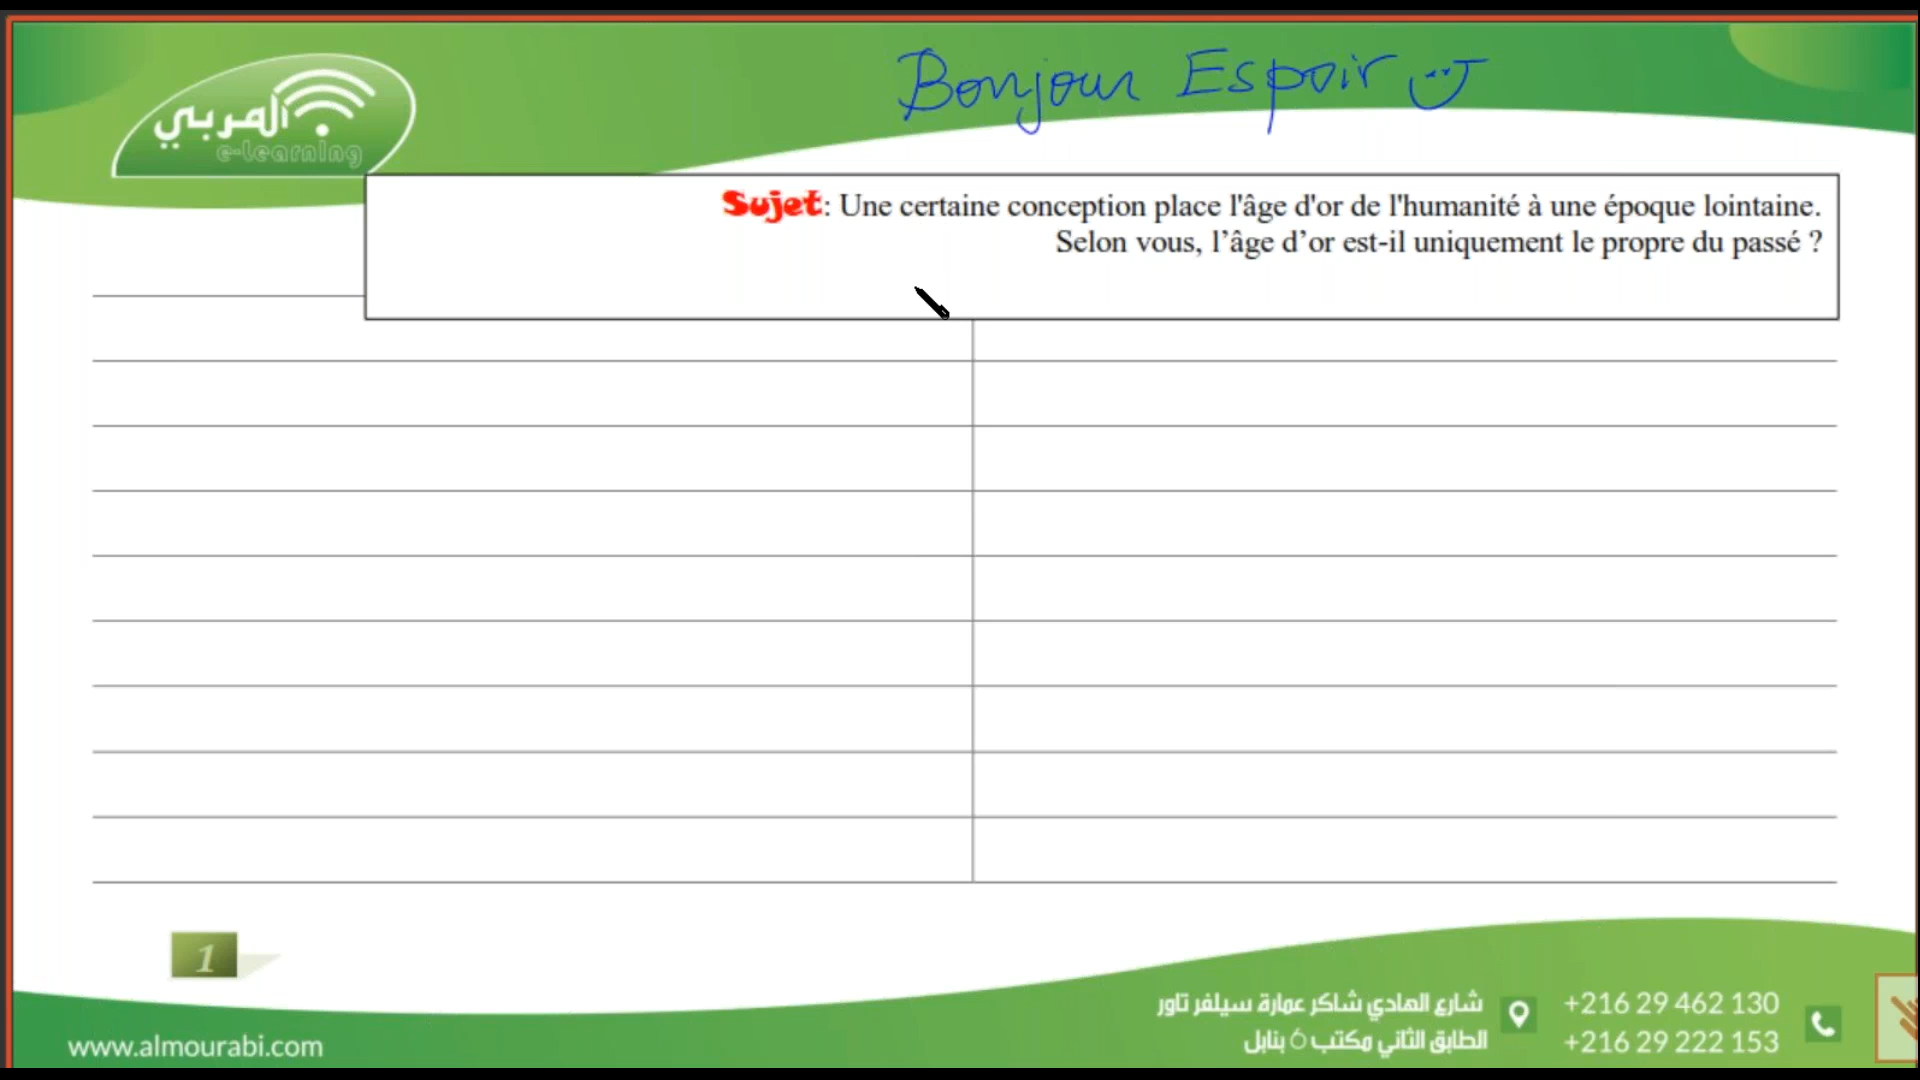 Bonjour Espoir
المربي
e-learning
Sujet: Une certaine conception place l'âge d'or de l'humanité à une époque lointaine.
Selon vous, l’âge d’or est-il uniquement le propre du passé ?
1
www.almourabi.com
شارع الهادي شاكر عمارة سيلفر تاور
الطابق الثاني مكتب 6 بنابل
+216 29 462 130
+216 29 222 153